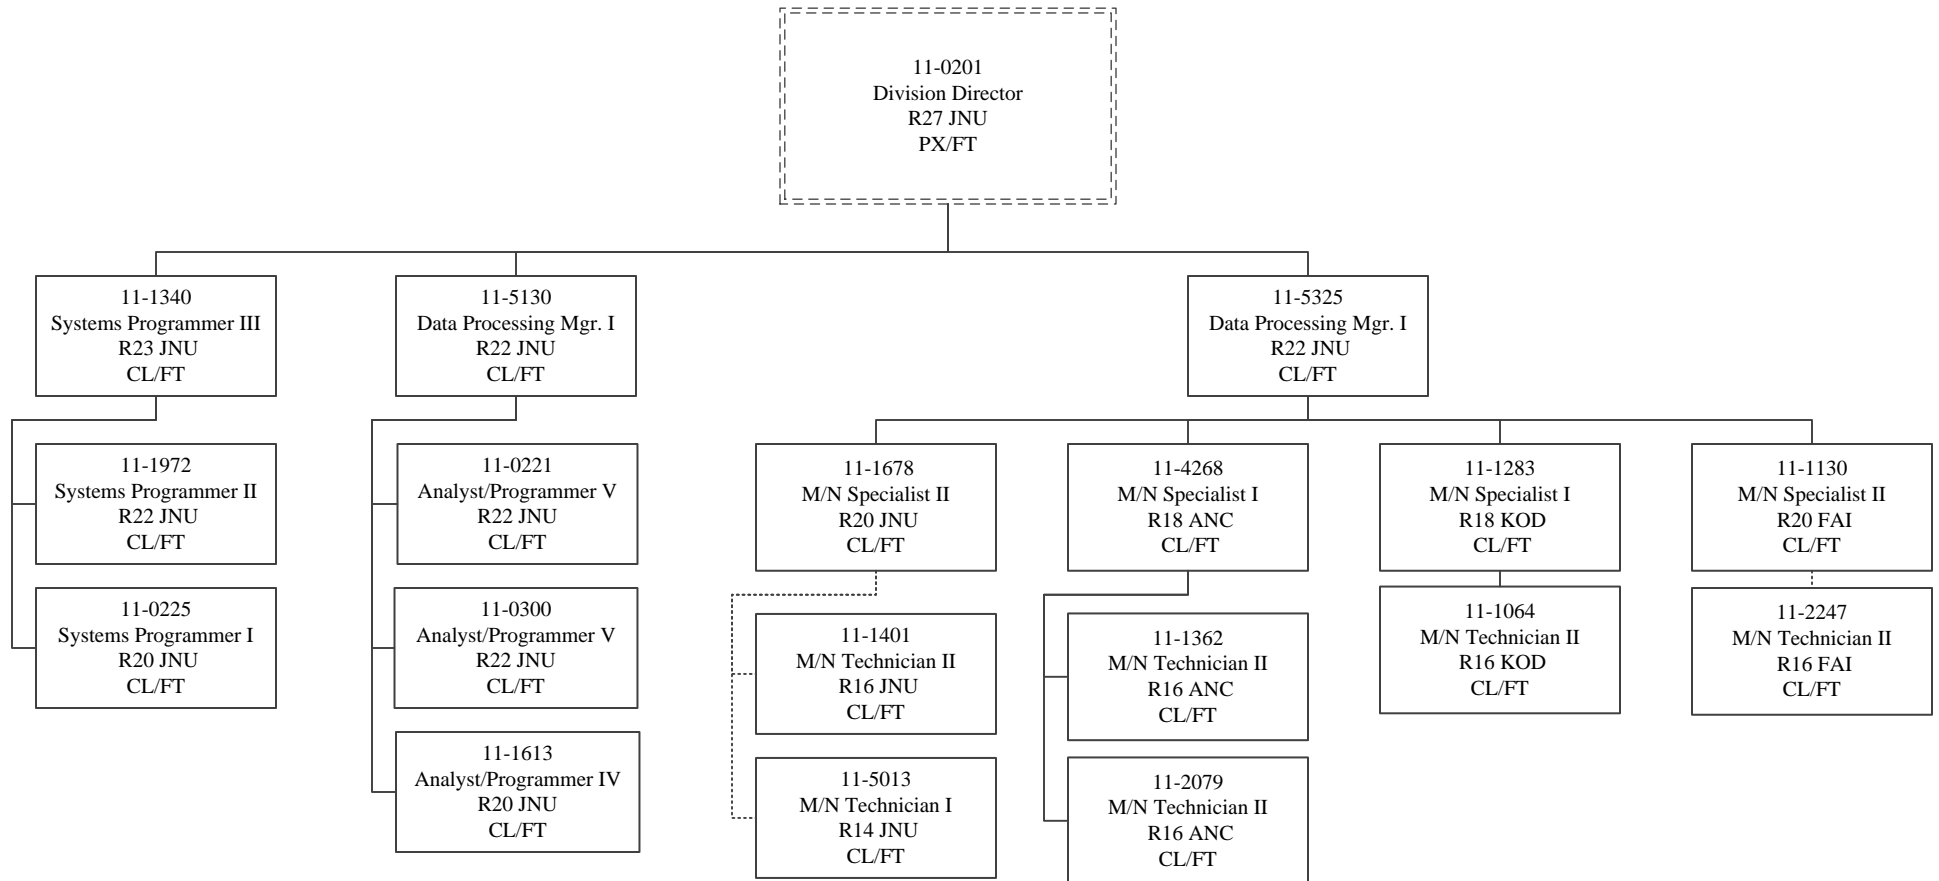 11-0201
Division Director
R27 JNU
PX/FT
11-1340
Systems Programmer III
R23 JNU
CL/FT
11-5130
Data Processing Mgr. I
R22 JNU
CL/FT
11-5325
Data Processing Mgr. I
R22 JNU
CL/FT
11-1972
Systems Programmer II
R22 JNU
CL/FT
11-0225
Systems Programmer I
R20 JNU
CL/FT
11-0221
Analyst/Programmer V
R22 JNU
CL/FT
11-0300
Analyst/Programmer V
R22 JNU
CL/FT
11-1613
Analyst/Programmer IV
R20 JNU
CL/FT
11-1678
M/N Specialist II
R20 JNU
CL/FT
11-1401
M/N Technician II
R16 JNU
CL/FT
11-5013
M/N Technician I
R14 JNU
CL/FT
11-4268
M/N Specialist I
R18 ANC
CL/FT
11-1362
M/N Technician II
R16 ANC
CL/FT
11-2079
M/N Technician II
R16 ANC
CL/FT
11-1283
M/N Specialist I
R18 KOD
CL/FT
11-1064
M/N Technician II
R16 KOD
CL/FT
11-1130
M/N Specialist II
R20 FAI
CL/FT
11-2247
M/N Technician II
R16 FAI
CL/FT